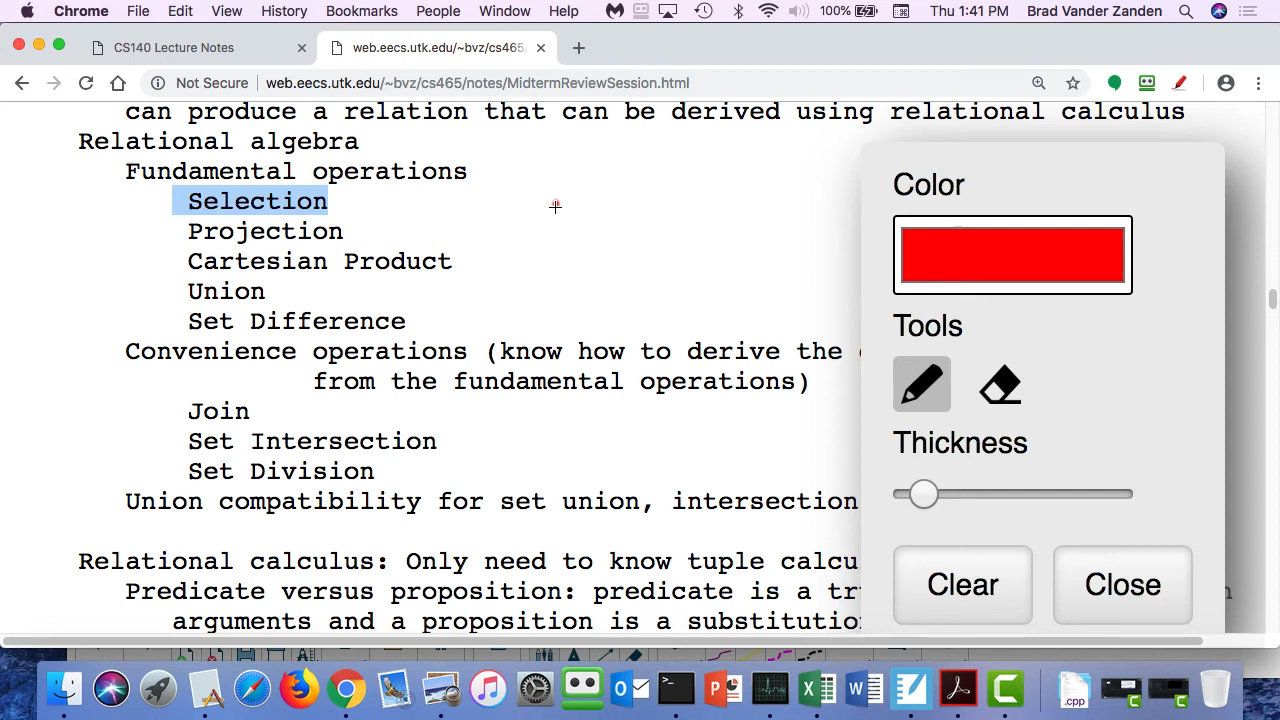 Chrome File Edit View History Bookmarks People Window Help 100% Thu 1:41 PM Brad Vander Zanden
CS140 Lecture Notes web.eecs.utk.edu/~bvz/cs465/
Not Secure web.eecs.utk.edu/~bvz/cs465/notes/MidtermReviewSession.html
can produce a relation that can be derived using relational calculus
Relational algebra
Fundamental operations
Selection
Projection
Cartesian Product
Union
Set Difference
Convenience operations (know how to derive the
from the fundamental operations)
Join
Set Intersection
Set Division
Union compatibility for set union, intersection
Relational calculus: Only need to know tuple calcu
Predicate versus proposition: predicate is a tr
arguments and a proposition is a substitution
Color
Tools
Thickness
Clear Close
.cpp